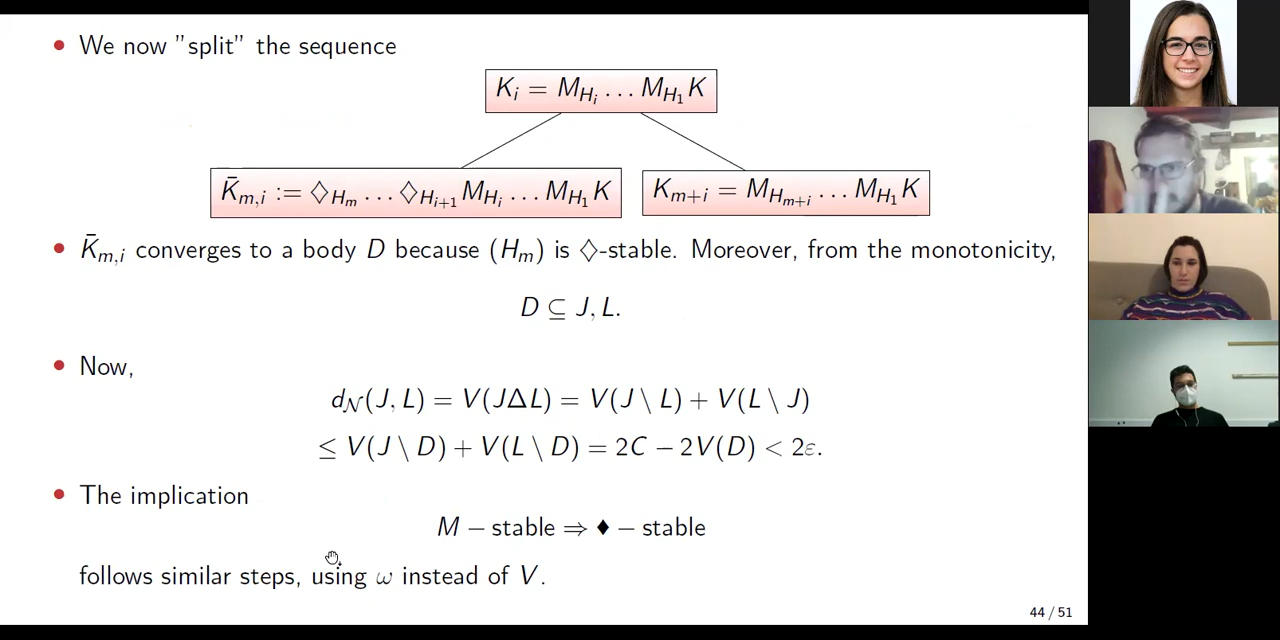 • We now "split" the sequence
K_i = M_{H_i} … M_{H_1} K
K̄_{m,i} := ◇_{H_m} … ◇_{H_{i+1}} M_{H_i} … M_{H_1} K
K_{m+i} = M_{H_{m+i}} … M_{H_1} K
• K̄_{m,i} converges to a body D because (H_m) is ◇-stable. Moreover, from the monotonicity,
D ⊆ J, L.
• Now,
d_𝒩(J, L) = V(JΔL) = V(J \ L) + V(L \ J)
≤ V(J \ D) + V(L \ D) = 2C − 2V(D) < 2ε.
• The implication
M − stable ⇒ ♦ − stable
follows similar steps, using ω instead of V.
44 / 51